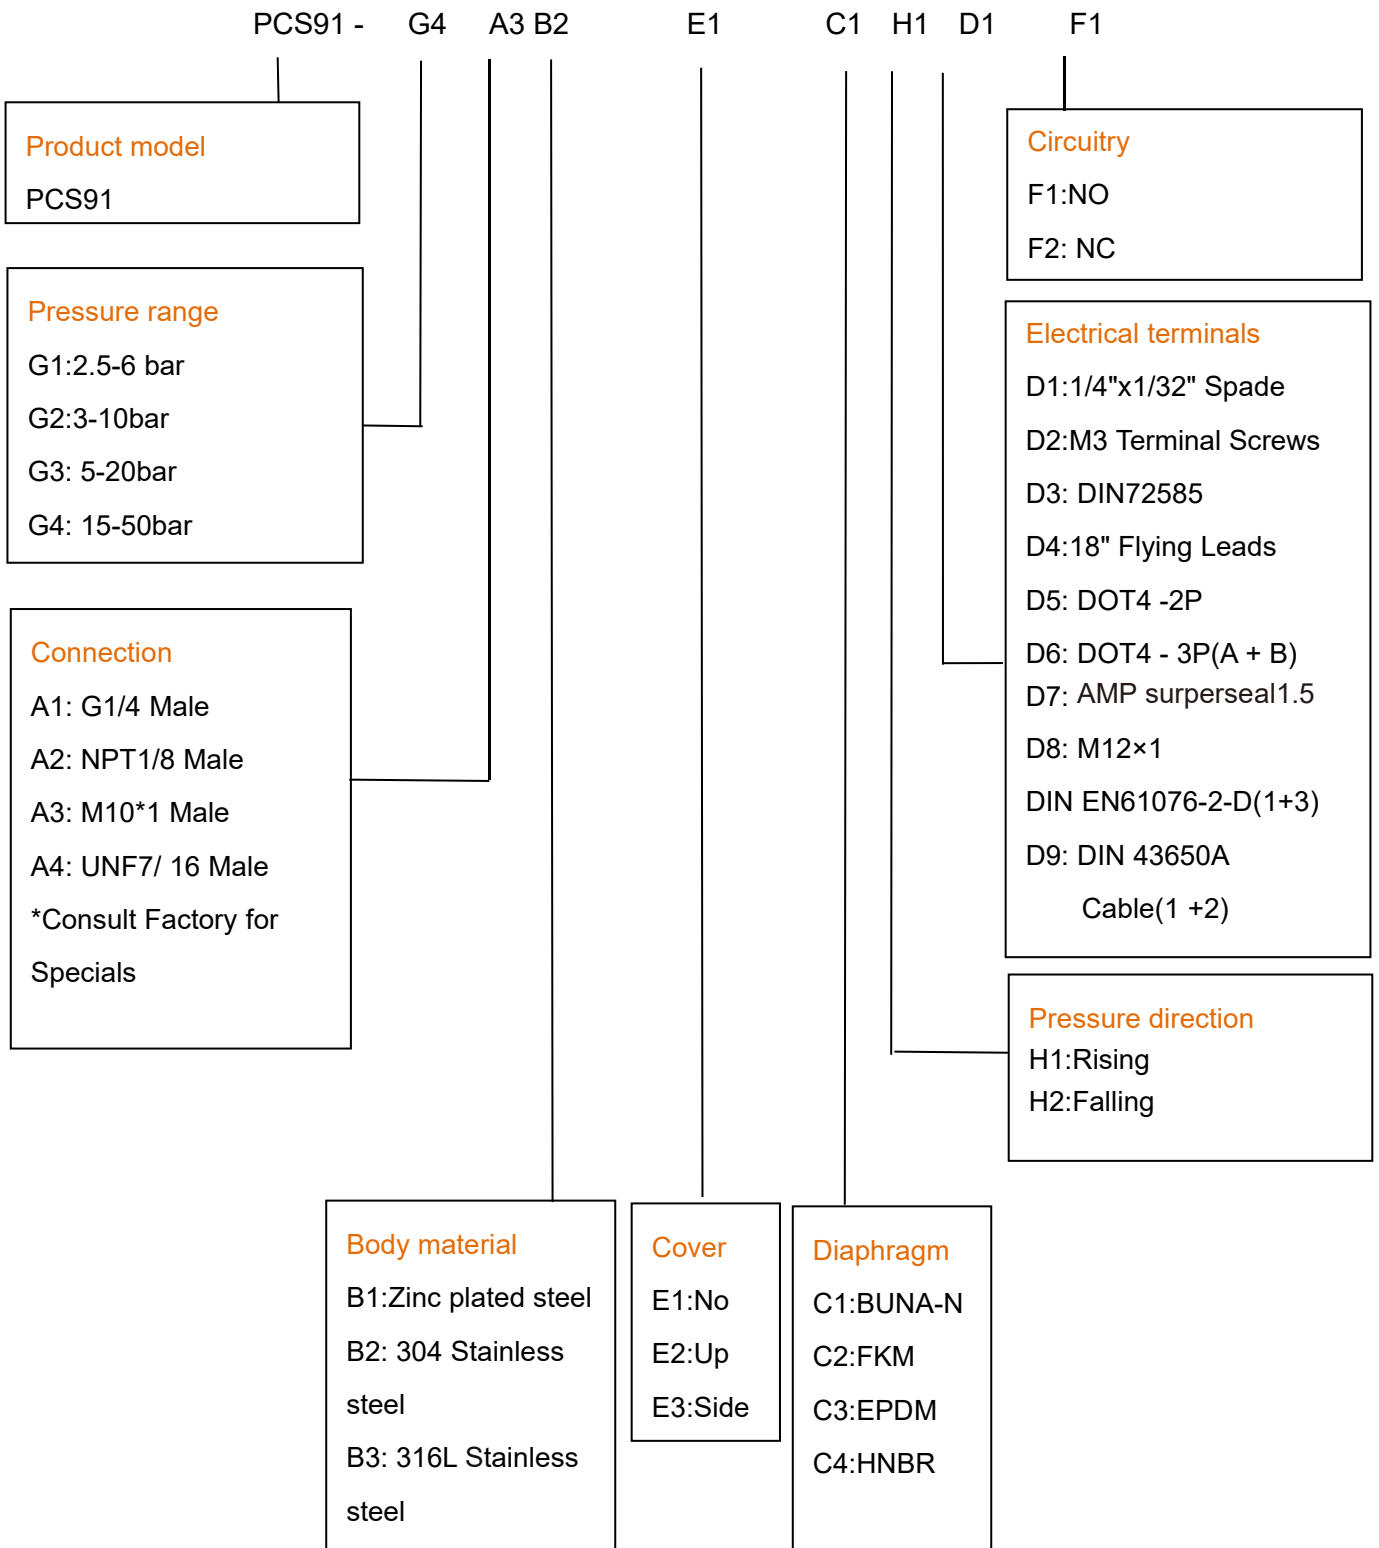 PCS91 - G4 A3 B2 E1 C1 H1 D1 F1
Product model
PCS91
Pressure range
G1:2.5-6 bar
G2:3-10bar
G3: 5-20bar
G4: 15-50bar
Connection
A1: G1/4 Male
A2: NPT1/8 Male
A3: M10*1 Male
A4: UNF7/ 16 Male
*Consult Factory for
Specials
Circuitry
F1:NO
F2: NC
Electrical terminals
D1:1/4"x1/32" Spade
D2:M3 Terminal Screws
D3: DIN72585
D4:18" Flying Leads
D5: DOT4 -2P
D6: DOT4 - 3P(A + B)
D7: AMP surperseal1.5
D8: M12×1
DIN EN61076-2-D(1+3)
D9: DIN 43650A
Cable(1 +2)
Pressure direction
H1:Rising
H2:Falling
Body material
B1:Zinc plated steel
B2: 304 Stainless
steel
B3: 316L Stainless
steel
Cover
E1:No
E2:Up
E3:Side
Diaphragm
C1:BUNA-N
C2:FKM
C3:EPDM
C4:HNBR